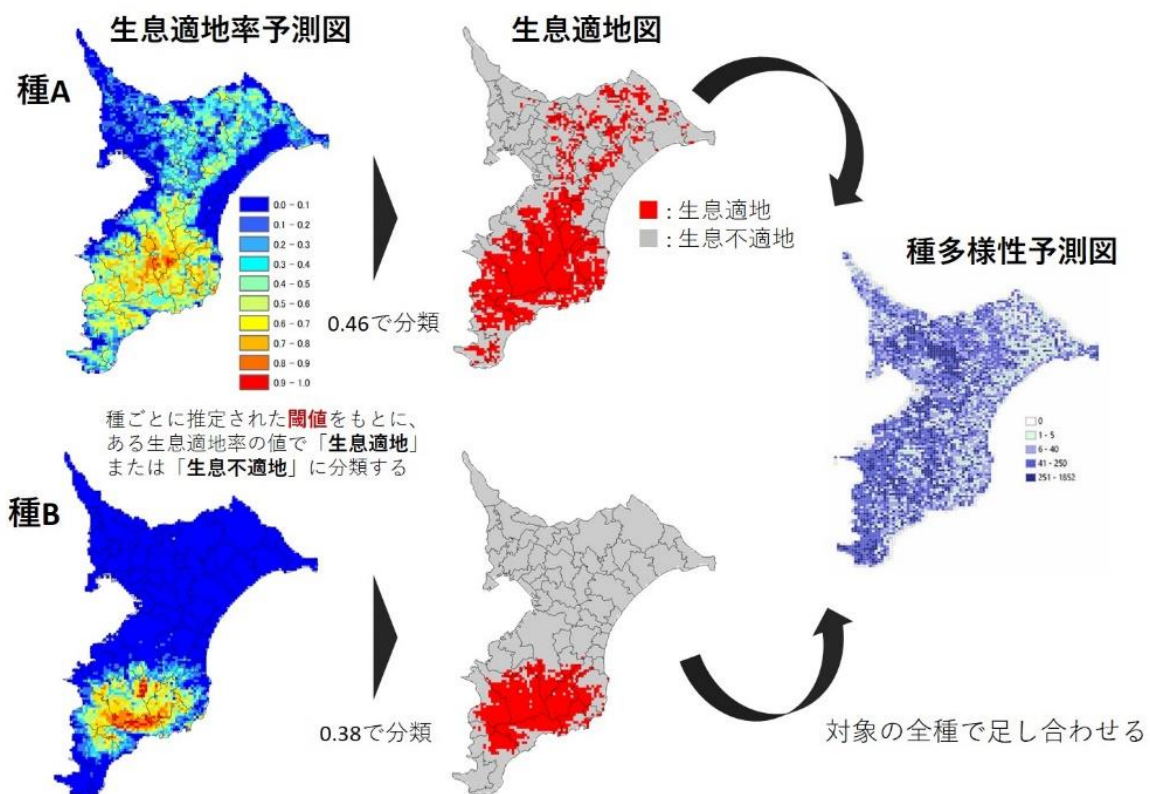 生息適地率予測図
生息適地図
種A
0.0 - 0.1
0.1 - 0.2
0.2 - 0.3
0.3 - 0.4
0.4 - 0.5
0.5 - 0.6
0.6 - 0.7
0.7 - 0.8
0.8 - 0.9
0.9 - 1.0
0.46で分類
: 生息適地
: 生息不適地
種多様性予測図
0
1 - 5
6 - 40
41 - 250
251 - 1652
種ごとに推定された閾値をもとに、
ある生息適地率の値で「生息適地」
または「生息不適地」に分類する
種B
0.38で分類
対象の全種で足し合わせる